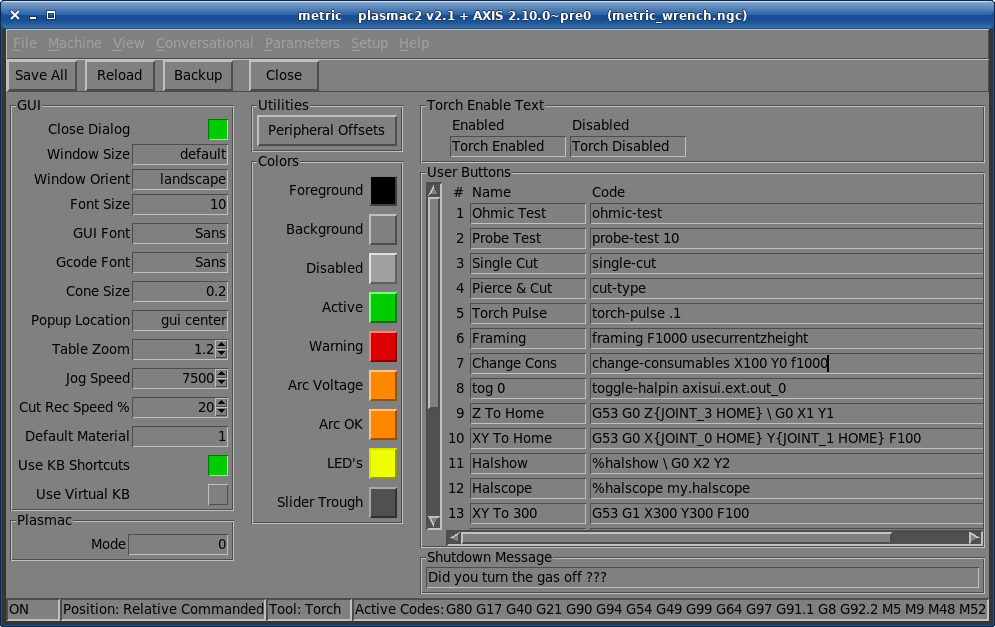 metric    plasmac2 v2.1 + AXIS 2.10.0~pre0    (metric_wrench.ngc)
File Machine View Conversational Parameters Setup Help
Save All Reload Backup Close
GUI
Close Dialog
Window Size default
Window Orient landscape
Font Size 10
GUI Font Sans
Gcode Font Sans
Cone Size 0.2
Popup Location gui center
Table Zoom 1.2
Jog Speed 7500
Cut Rec Speed % 20
Default Material 1
Use KB Shortcuts
Use Virtual KB
Plasmac
Mode 0
Utilities
Peripheral Offsets
Colors
Foreground
Background
Disabled
Active
Warning
Arc Voltage
Arc OK
LED's
Slider Trough
Torch Enable Text
Enabled Disabled
Torch Enabled Torch Disabled
User Buttons
# Name Code
1 Ohmic Test ohmic-test
2 Probe Test probe-test 10
3 Single Cut single-cut
4 Pierce & Cut cut-type
5 Torch Pulse torch-pulse .1
6 Framing framing F1000 usecurrentzheight
7 Change Cons change-consumables X100 Y0 f1000
8 tog 0 toggle-halpin axisui.ext.out_0
9 Z To Home G53 G0 Z{JOINT_3 HOME} \ G0 X1 Y1
10 XY To Home G53 G0 X{JOINT_0 HOME} Y{JOINT_1 HOME} F100
11 Halshow %halshow \ G0 X2 Y2
12 Halscope %halscope my.halscope
13 XY To 300 G53 G1 X300 Y300 F100
Shutdown Message
Did you turn the gas off ???
ON Position: Relative Commanded Tool: Torch Active Codes: G80 G17 G40 G21 G90 G94 G54 G49 G99 G64 G97 G91.1 G8 G92.2 M5 M9 M48 M52